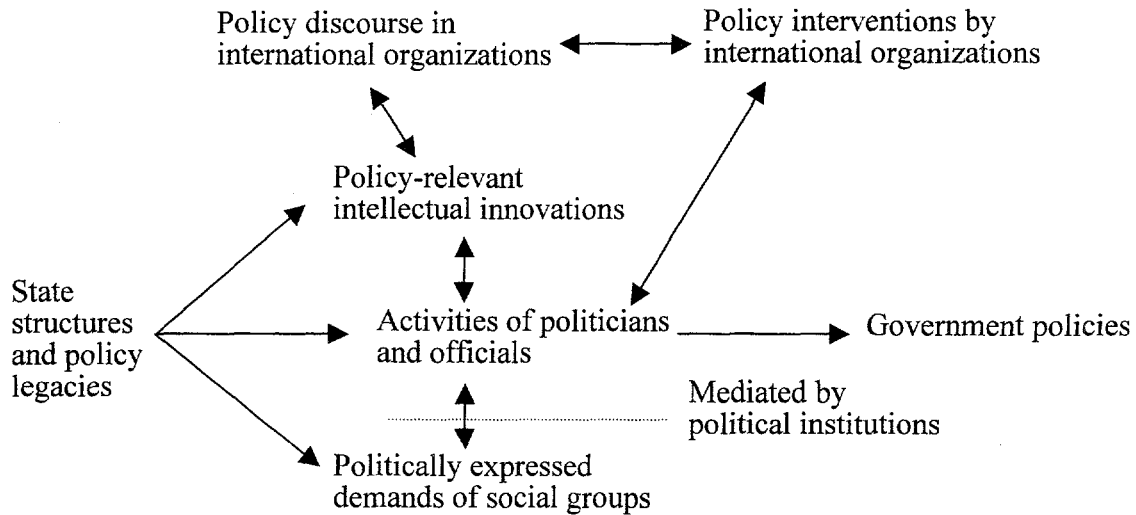 Policy discourse in
international organizations
Policy interventions by
international organizations
Policy-relevant
intellectual innovations
State
structures
and policy
legacies
Activities of politicians
and officials
Government policies
Mediated by
political institutions
Politically expressed
demands of social groups